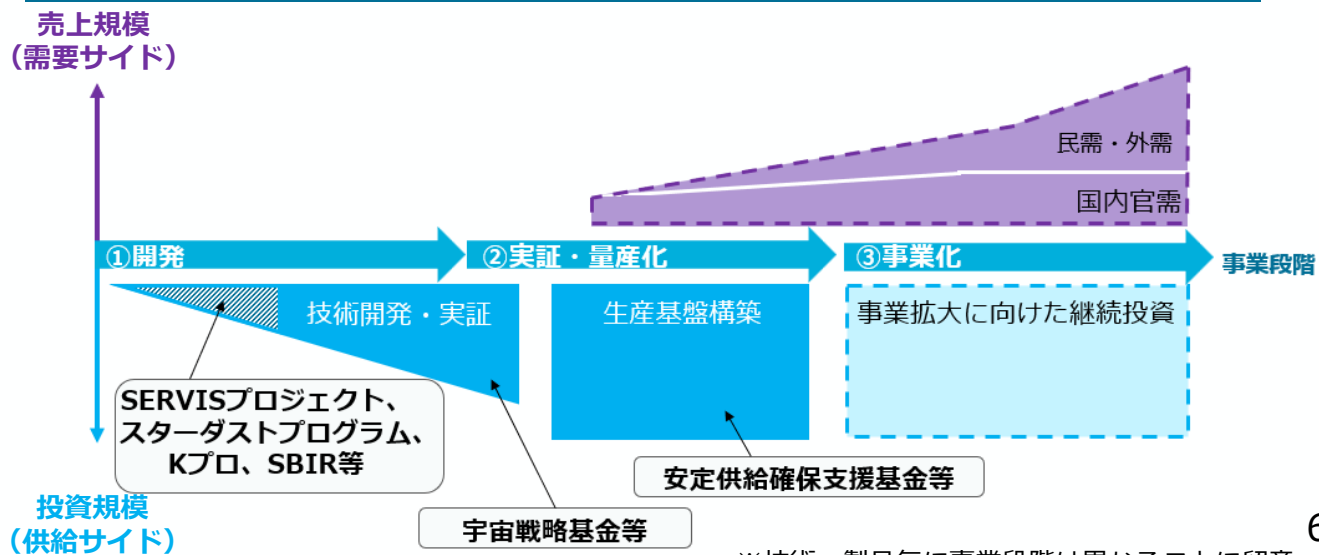 売上規模
（需要サイド）
民需・外需
国内官需
①開発
②実証・量産化
③事業化
事業段階
技術開発・実証
生産基盤構築
事業拡大に向けた継続投資
SERVISプロジェクト、
スターダストプログラム、
Kプロ、SBIR等
安定供給確保支援基金等
宇宙戦略基金等
投資規模
（供給サイド）
6